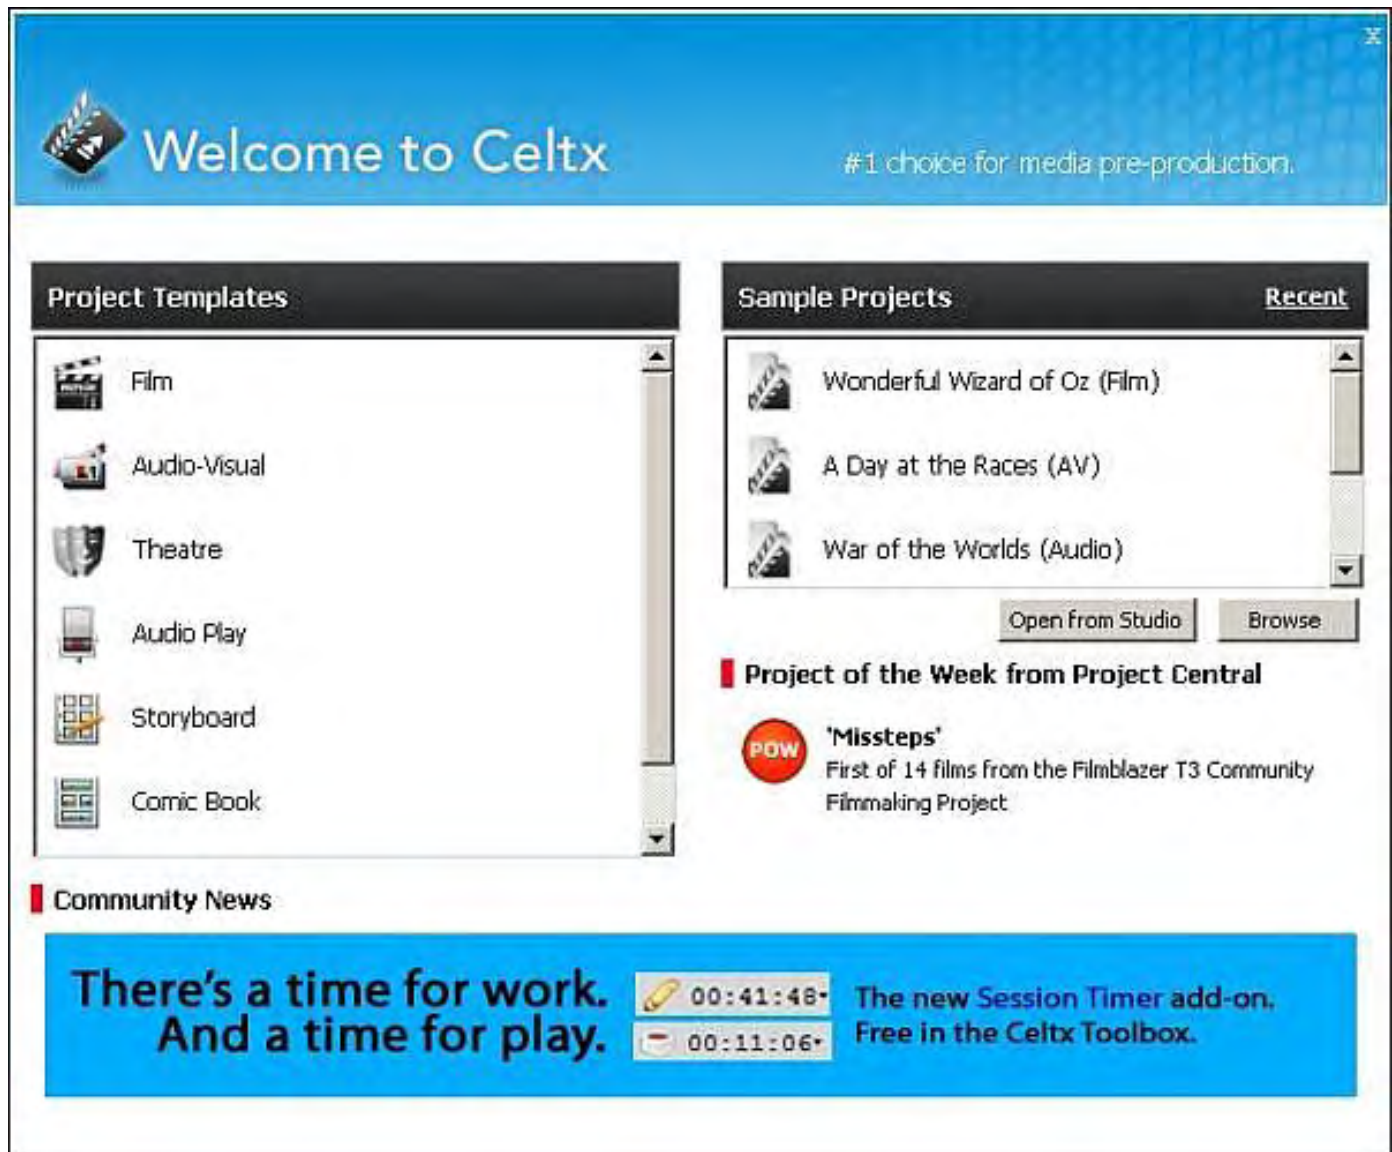 X
Welcome to Celtx
#1 choice for media pre-production.
Project Templates
Film
Audio-Visual
Theatre
Audio Play
Storyboard
Comic Book
Sample Projects
Recent
Wonderful Wizard of Oz (Film)
A Day at the Races (AV)
War of the Worlds (Audio)
Open from Studio
Browse
Project of the Week from Project Central
POW
'Missteps'
First of 14 films from the Filmblazer T3 Community
Filmmaking Project
Community News
There's a time for work.
And a time for play.
00:41:48
00:11:06
The new Session Timer add-on.
Free in the Celtx Toolbox.